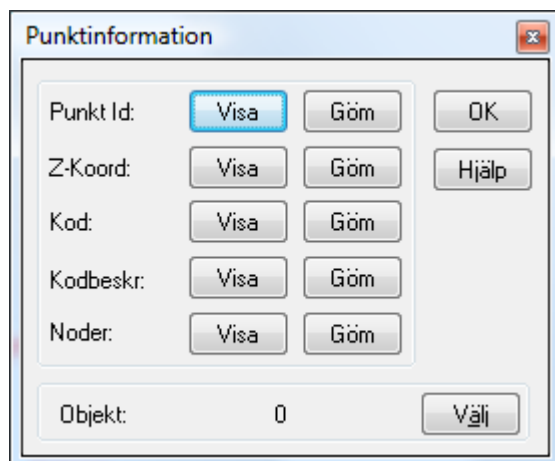 Punktinformation
Punkt Id: Visa Göm OK
Z-Koord: Visa Göm Hjälp
Kod: Visa Göm
Kodbeskr: Visa Göm
Noder: Visa Göm
Objekt: 0 Välj